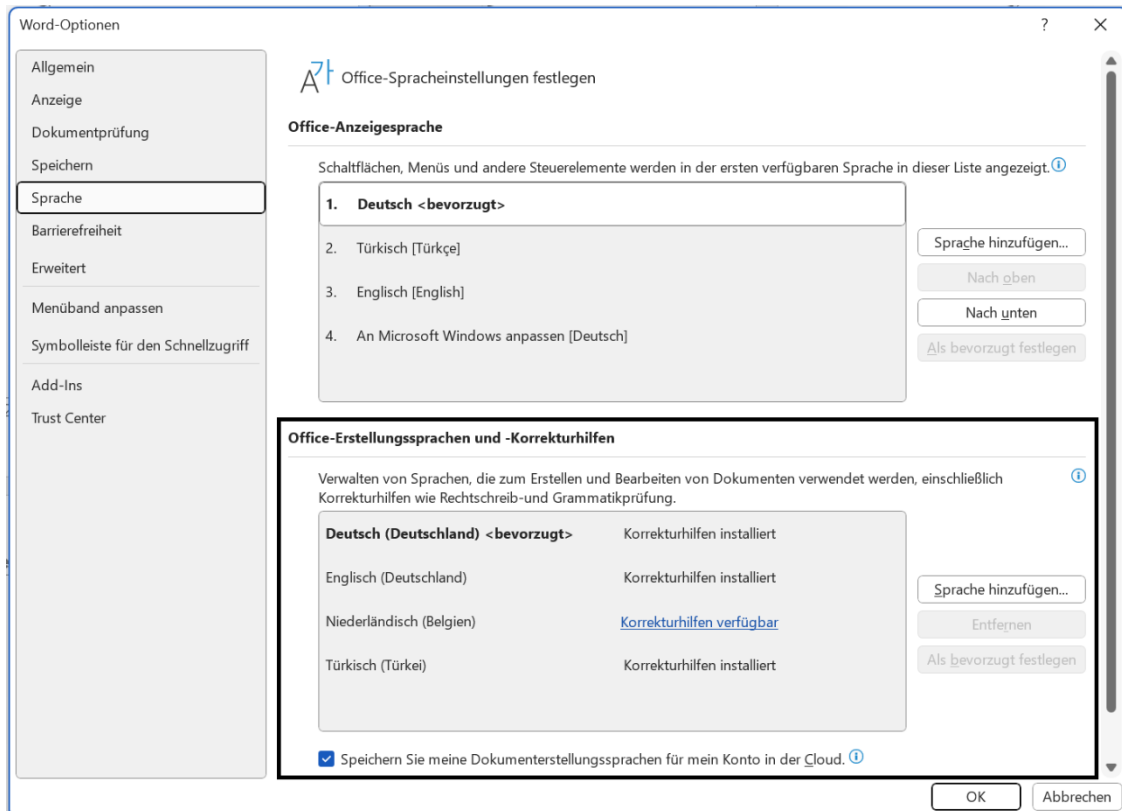 Word-Optionen
?
Allgemein
Anzeige
Dokumentprüfung
Speichern
Sprache
Barrierefreiheit
Erweitert
Menüband anpassen
Symbolleiste für den Schnellzugriff
Add-Ins
Trust Center
Office-Spracheinstellungen festlegen
Office-Anzeigesprache
Schaltflächen, Menüs und andere Steuerelemente werden in der ersten verfügbaren Sprache in dieser Liste angezeigt.
1. Deutsch <bevorzugt>
2. Türkisch [Türkçe]
3. Englisch [English]
4. An Microsoft Windows anpassen [Deutsch]
Sprache hinzufügen...
Nach oben
Nach unten
Als bevorzugt festlegen
Office-Erstellungssprachen und -Korrekturhilfen
Verwalten von Sprachen, die zum Erstellen und Bearbeiten von Dokumenten verwendet werden, einschließlich
Korrekturhilfen wie Rechtschreib-und Grammatikprüfung.
Deutsch (Deutschland) <bevorzugt> Korrekturhilfen installiert
Englisch (Deutschland) Korrekturhilfen installiert
Niederländisch (Belgien) Korrekturhilfen verfügbar
Türkisch (Türkei) Korrekturhilfen installiert
Sprache hinzufügen...
Entfernen
Als bevorzugt festlegen
Speichern Sie meine Dokumenterstellungssprachen für mein Konto in der Cloud.
OK
Abbrechen